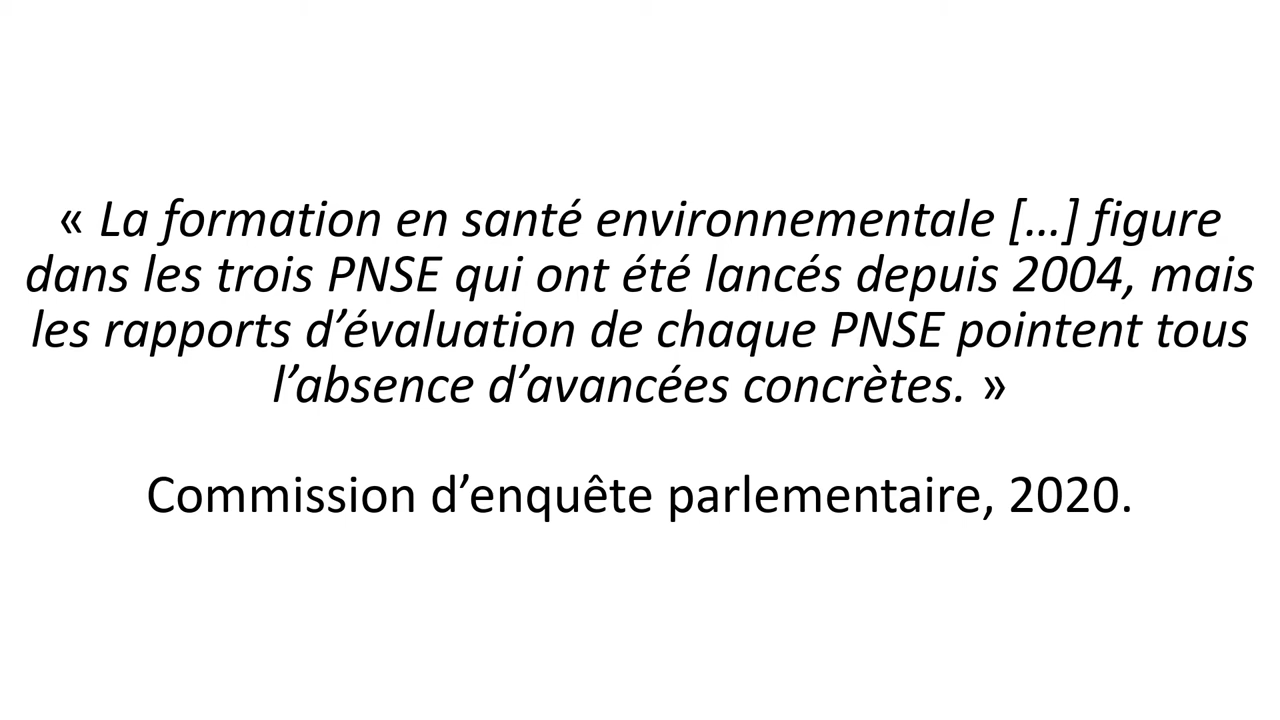 « La formation en santé environnementale […] figure
dans les trois PNSE qui ont été lancés depuis 2004, mais
les rapports d’évaluation de chaque PNSE pointent tous
l’absence d’avancées concrètes. »
Commission d’enquête parlementaire, 2020.